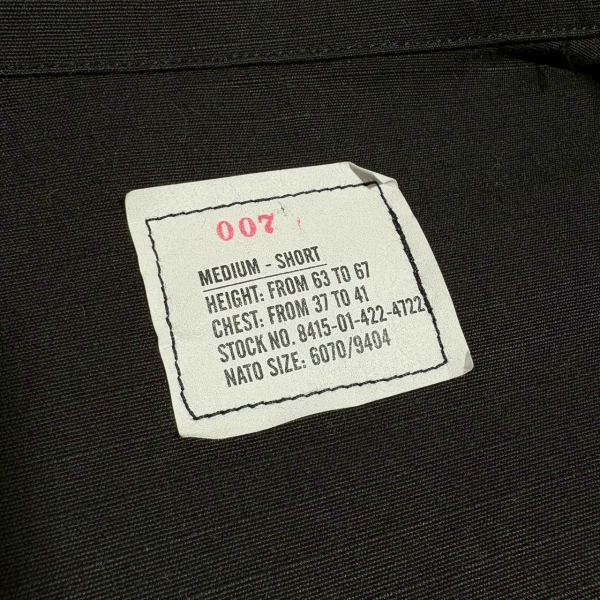 007
MEDIUM - SHORT
HEIGHT: FROM 63 TO 67
CHEST: FROM 37 TO 41
STOCK NO. 8415-01-422-4722
NATO SIZE: 6070/9404